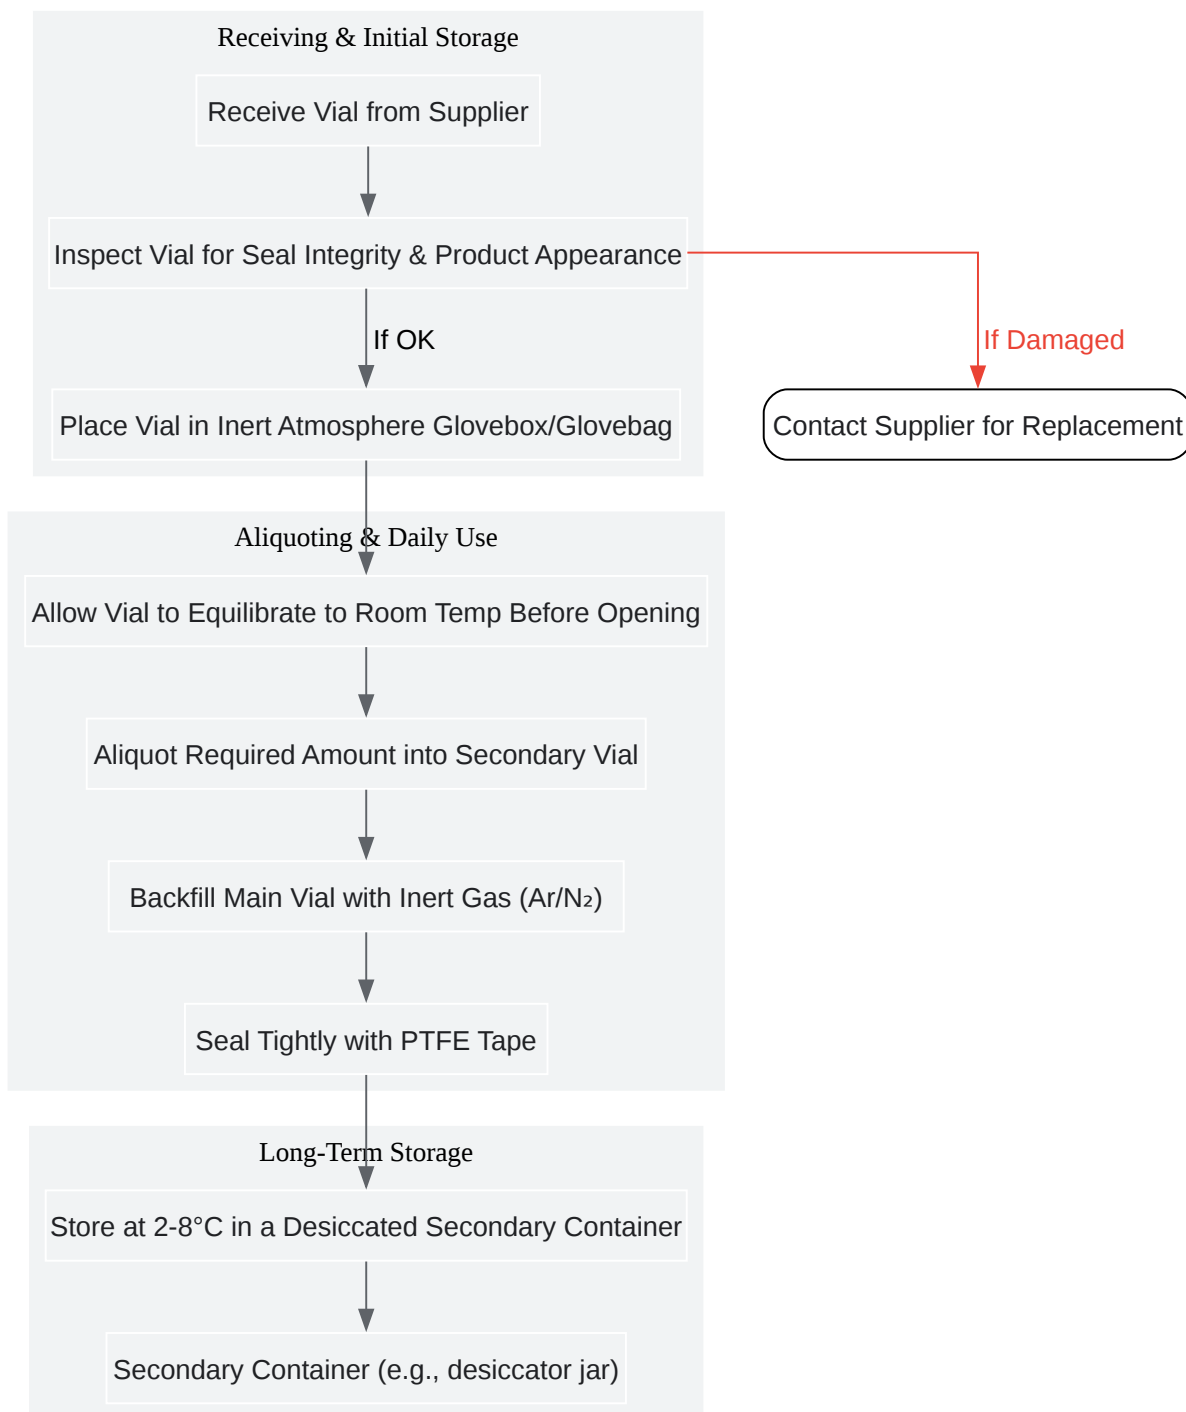 Receiving & Initial Storage
Receive Vial from Supplier
Inspect Vial for Seal Integrity & Product Appearance
If OK
If Damaged
Place Vial in Inert Atmosphere Glovebox/Glovebag
Contact Supplier for Replacement
Aliquoting & Daily Use
Allow Vial to Equilibrate to Room Temp Before Opening
Aliquot Required Amount into Secondary Vial
Backfill Main Vial with Inert Gas (Ar/N₂)
Seal Tightly with PTFE Tape
Long-Term Storage
Store at 2-8°C in a Desiccated Secondary Container
Secondary Container (e.g., desiccator jar)